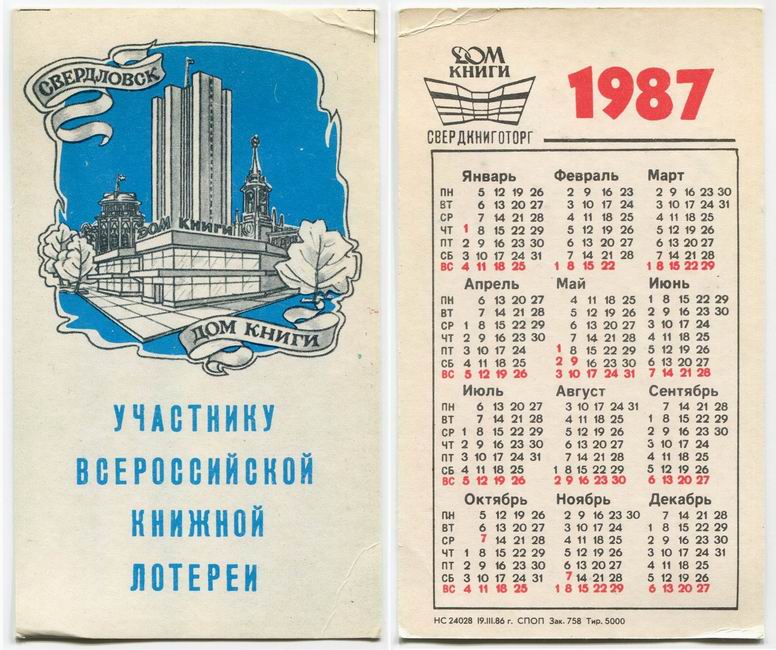 СВЕРДЛОВСК
ДОМ КНИГИ
ДОМ КНИГИ
УЧАСТНИКУ
ВСЕРОССИЙСКОЙ
КНИЖНОЙ
ЛОТЕРЕИ
ДОМ
КНИГИ
СВЕРДКНИГОТОРГ
1987
Январь Февраль Март
ПН 5 12 19 26 2 9 16 23 2 9 16 23 30
ВТ 6 13 20 27 3 10 17 24 3 10 17 24 31
СР 7 14 21 28 4 11 18 25 4 11 18 25
ЧТ 1 8 15 22 29 5 12 19 26 5 12 19 26
ПТ 2 9 16 23 30 6 13 20 27 6 13 20 27
СБ 3 10 17 24 31 7 14 21 28 7 14 21 28
ВС 4 11 18 25 1 8 15 22 1 8 15 22 29
Апрель Май Июнь
ПН 6 13 20 27 4 11 18 25 1 8 15 22 29
ВТ 7 14 21 28 5 12 19 26 2 9 16 23 30
СР 1 8 15 22 29 6 13 20 27 3 10 17 24
ЧТ 2 9 16 23 30 7 14 21 28 4 11 18 25
ПТ 3 10 17 24 1 8 15 22 29 5 12 19 26
СБ 4 11 18 25 2 9 16 23 30 6 13 20 27
ВС 5 12 19 26 3 10 17 24 31 7 14 21 28
Июль Август Сентябрь
ПН 6 13 20 27 3 10 17 24 31 7 14 21 28
ВТ 7 14 21 28 4 11 18 25 1 8 15 22 29
СР 1 8 15 22 29 5 12 19 26 2 9 16 23 30
ЧТ 2 9 16 23 30 6 13 20 27 3 10 17 24
ПТ 3 10 17 24 31 7 14 21 28 4 11 18 25
СБ 4 11 18 25 1 8 15 22 29 5 12 19 26
ВС 5 12 19 26 2 9 16 23 30 6 13 20 27
Октябрь Ноябрь Декабрь
ПН 5 12 19 26 2 9 16 23 30 7 14 21 28
ВТ 6 13 20 27 3 10 17 24 1 8 15 22 29
СР 7 14 21 28 4 11 18 25 2 9 16 23 30
ЧТ 1 8 15 22 29 5 12 19 26 3 10 17 24 31
ПТ 2 9 16 23 30 6 13 20 27 4 11 18 25
СБ 3 10 17 24 31 7 14 21 28 5 12 19 26
ВС 4 11 18 25 1 8 15 22 29 6 13 20 27
НС 24028 19.III.86 г. СПОП Зак. 758 Тир. 5000